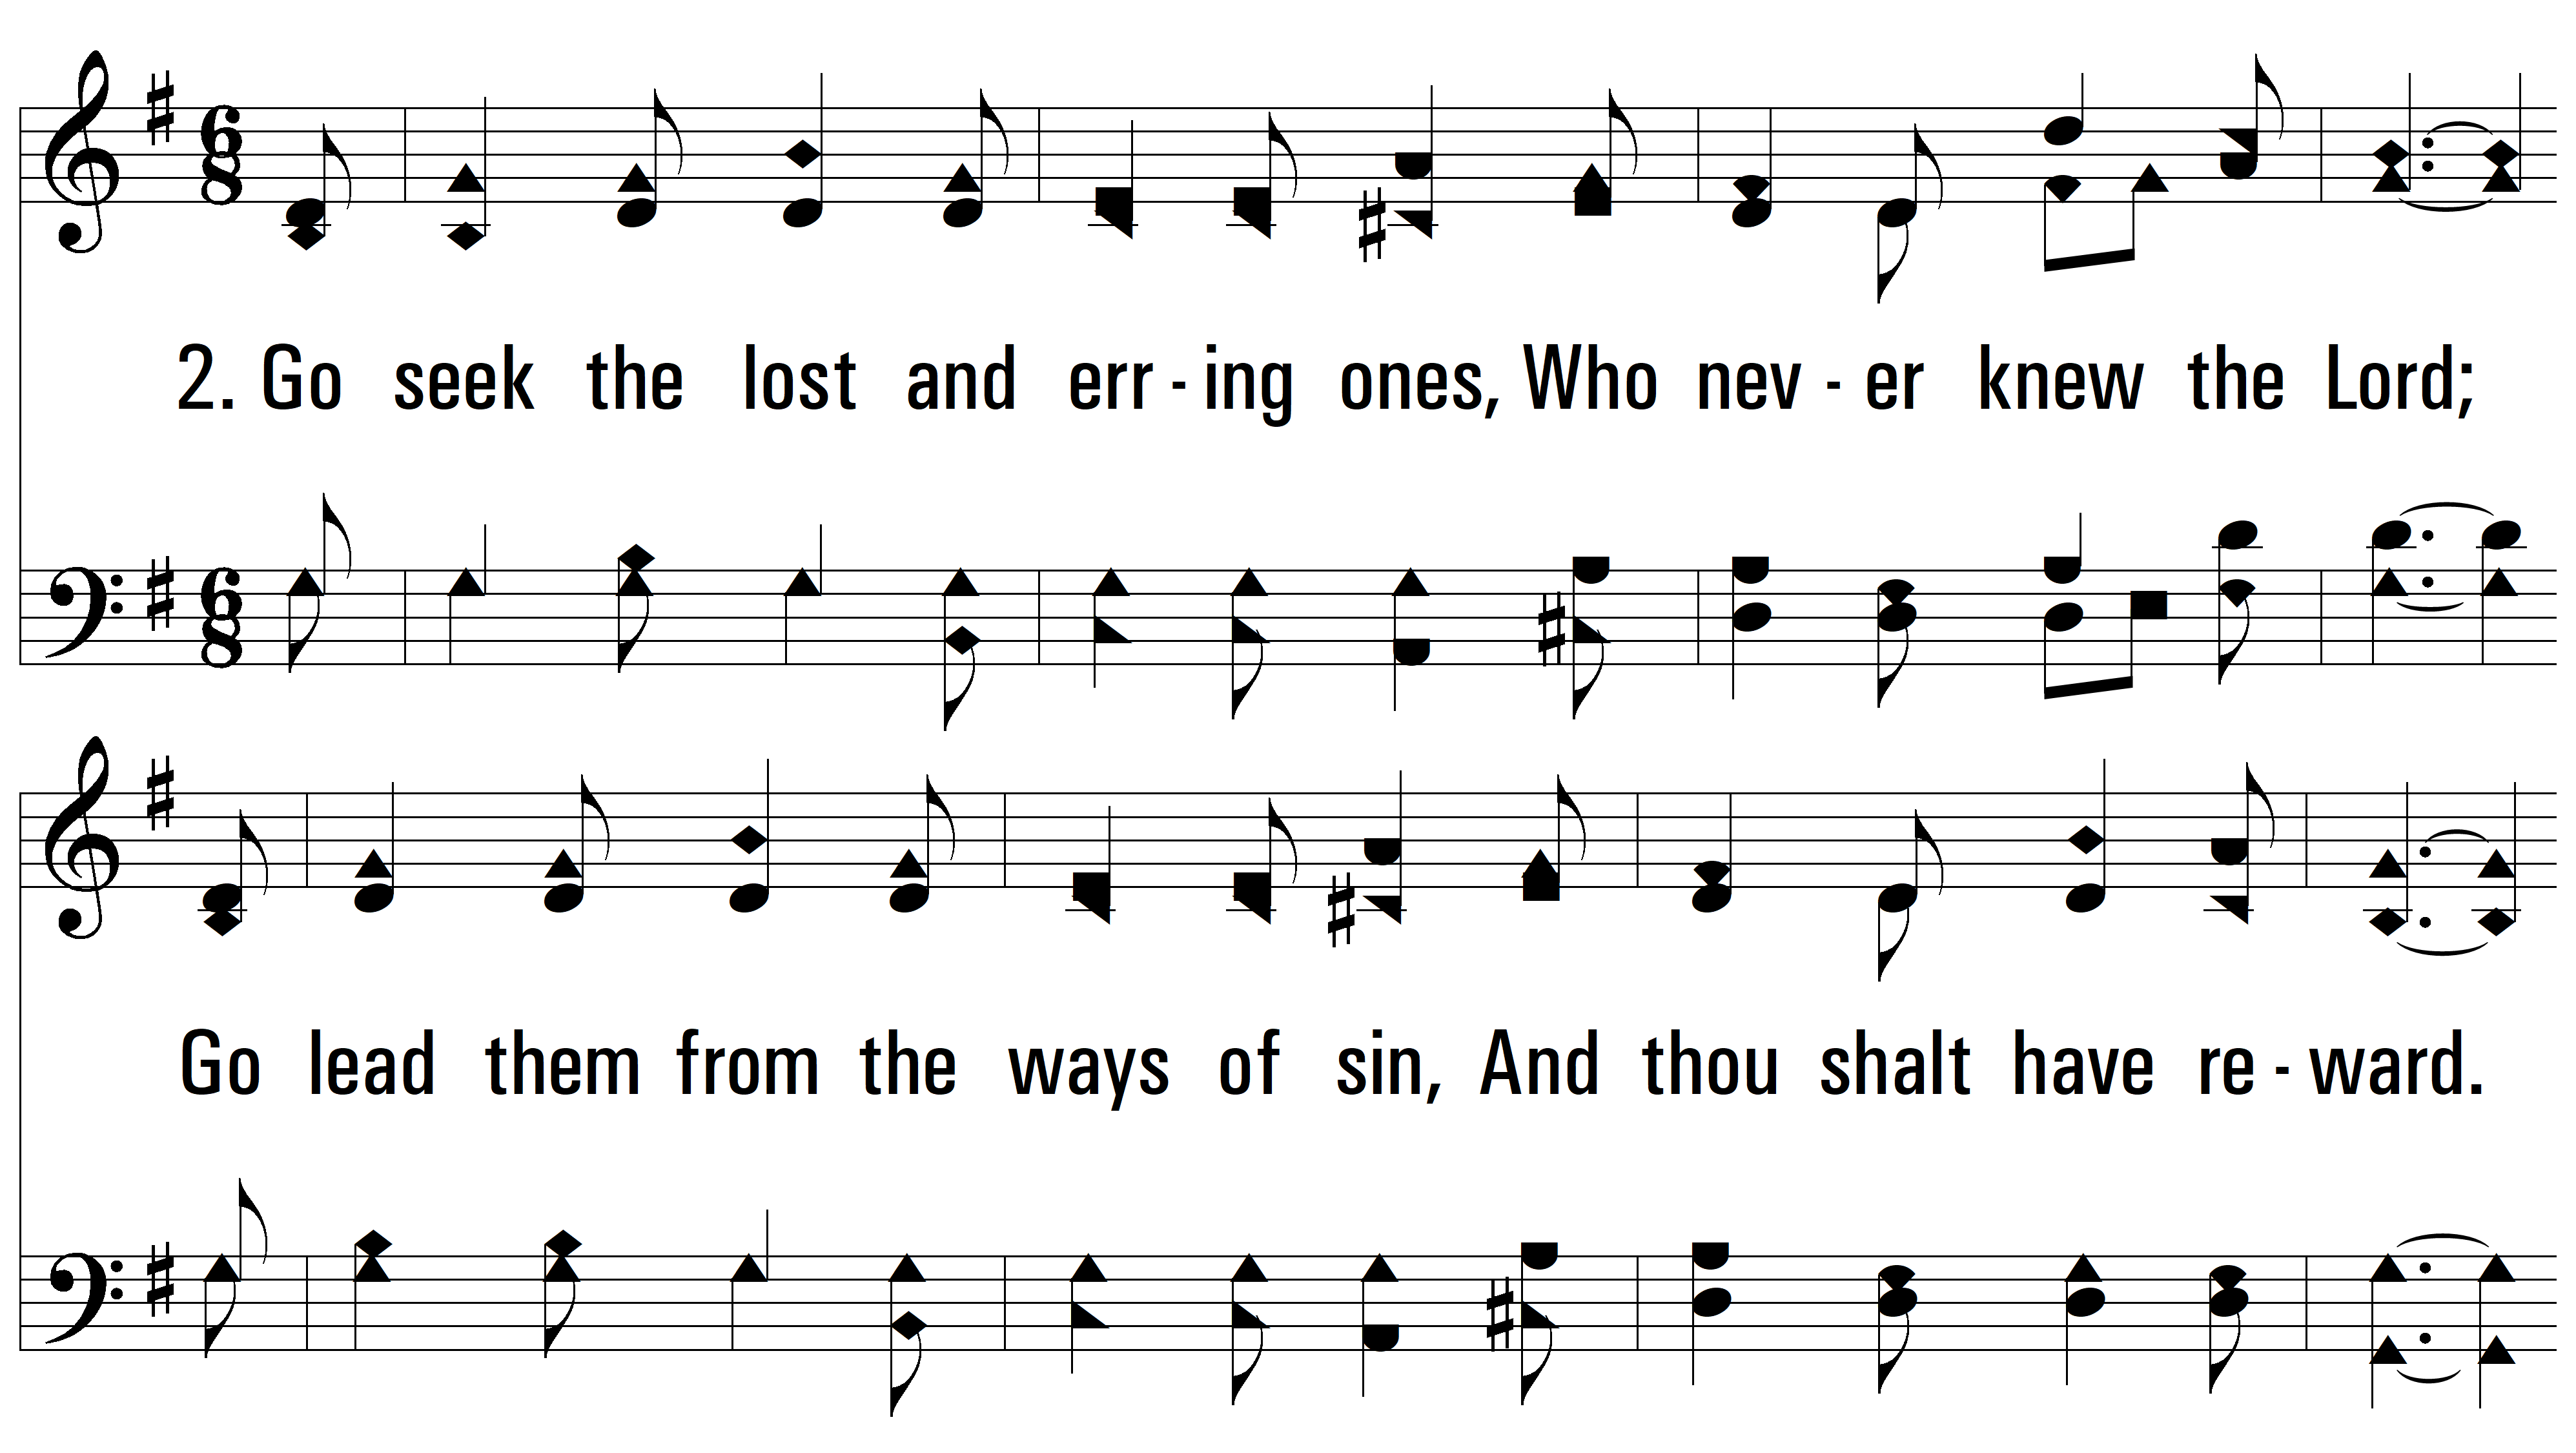 2. Go seek the lost and err - ing ones, Who nev - er knew the Lord;
Go lead them from the ways of sin, And thou shalt have re - ward.